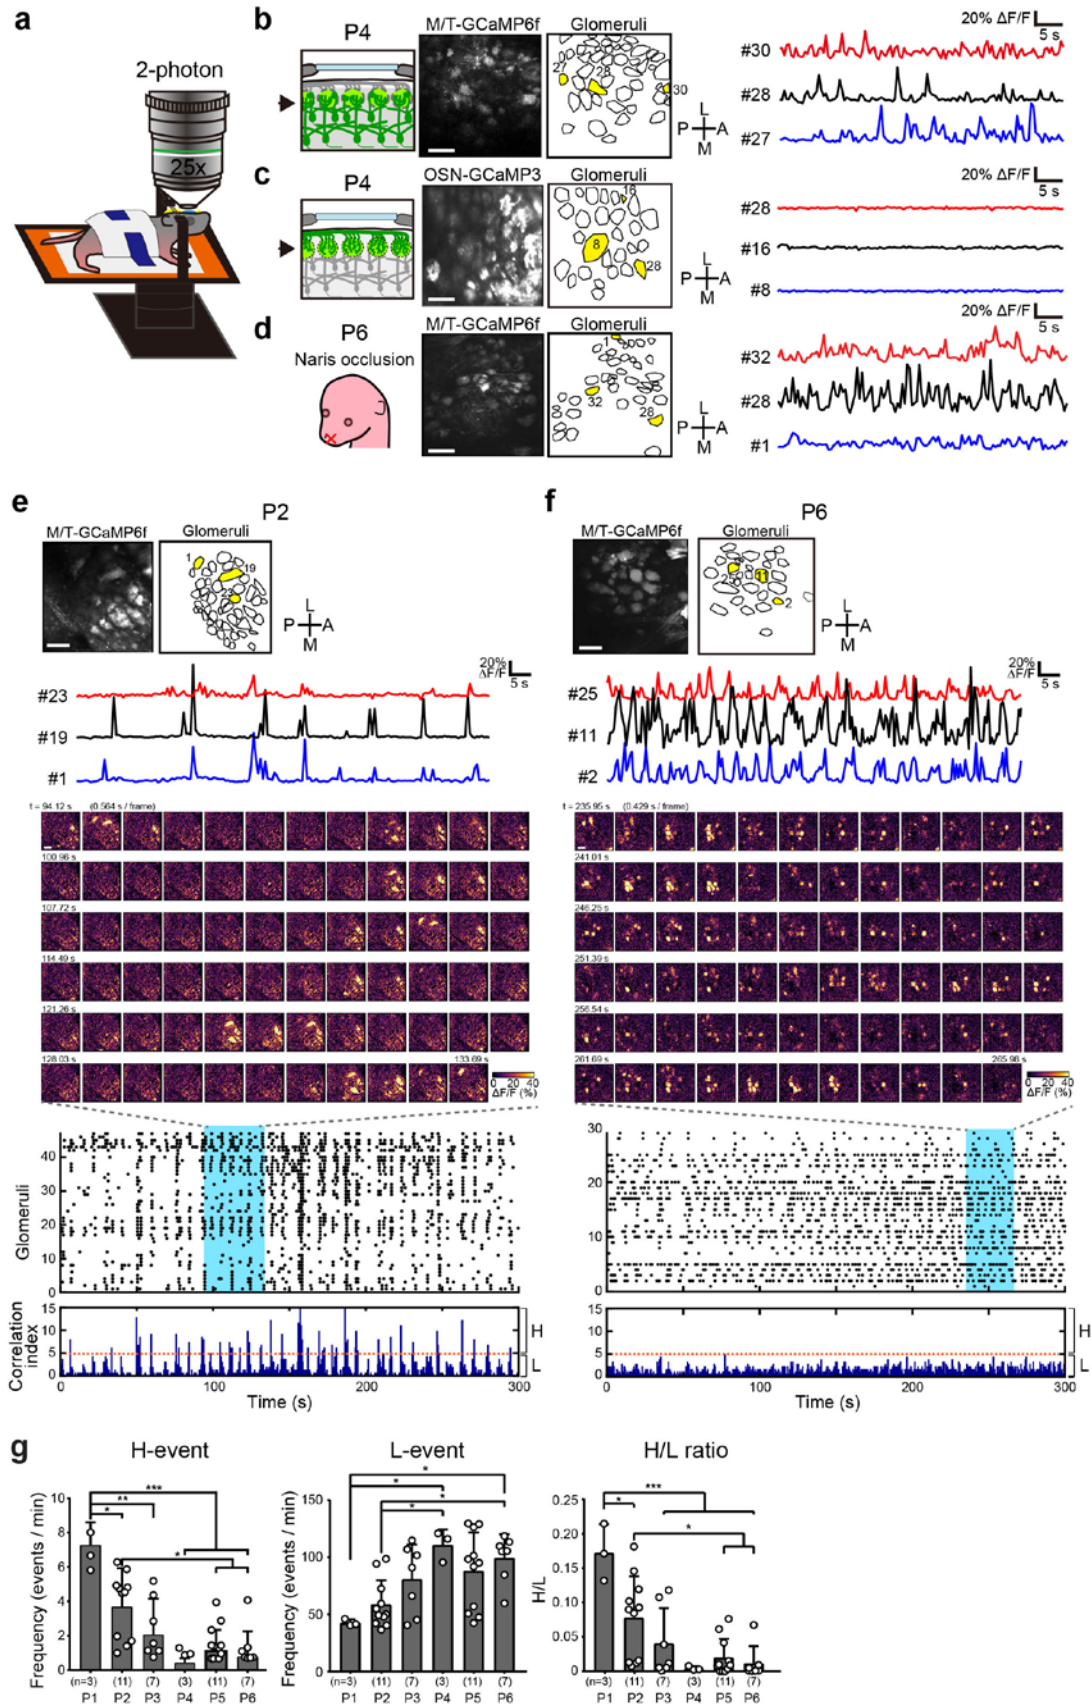 a
2-photon
25x
b
P4
M/T-GCaMP6f
Glomeruli
27
28
30
L
P A
M
20% ΔF/F
5 s
#30
#28
#27
c
P4
OSN-GCaMP3
Glomeruli
16
8
28
L
P A
M
20% ΔF/F
5 s
#28
#16
#8
d
P6
Naris occlusion
M/T-GCaMP6f
Glomeruli
1
32
28
L
P A
M
20% ΔF/F
5 s
#32
#28
#1
e
P2
M/T-GCaMP6f
Glomeruli
1
19
23
L
P A
M
20%
ΔF/F
5 s
#23
#19
#1
t = 94.12 s (0.564 s / frame)
100.96 s
107.72 s
114.49 s
121.26 s
128.03 s
133.69 s
0 20 40
ΔF/F (%)
Glomeruli
40
30
20
10
0
Correlation
index
15
10
5
0
H
L
0 100 200 300
Time (s)
f
P6
M/T-GCaMP6f
Glomeruli
25
11
2
L
P A
M
20%
ΔF/F
5 s
#25
#11
#2
t = 235.95 s (0.429 s / frame)
241.01 s
246.25 s
251.39 s
256.54 s
261.69 s
265.98 s
0 20 40
ΔF/F (%)
30
20
10
0
15
10
5
0
H
L
0 100 200 300
Time (s)
g
H-event
Frequency (events / min)
10
8
6
4
2
0
***
**
*
*
(n=3) (11) (7) (3) (11) (7)
P1 P2 P3 P4 P5 P6
L-event
Frequency (events / min)
150
100
50
0
*
*
*
*
(n=3) (11) (7) (3) (11) (7)
P1 P2 P3 P4 P5 P6
H/L ratio
H/L
0.25
0.20
0.15
0.10
0.05
0
***
*
*
(n=3) (11) (7) (3) (11) (7)
P1 P2 P3 P4 P5 P6